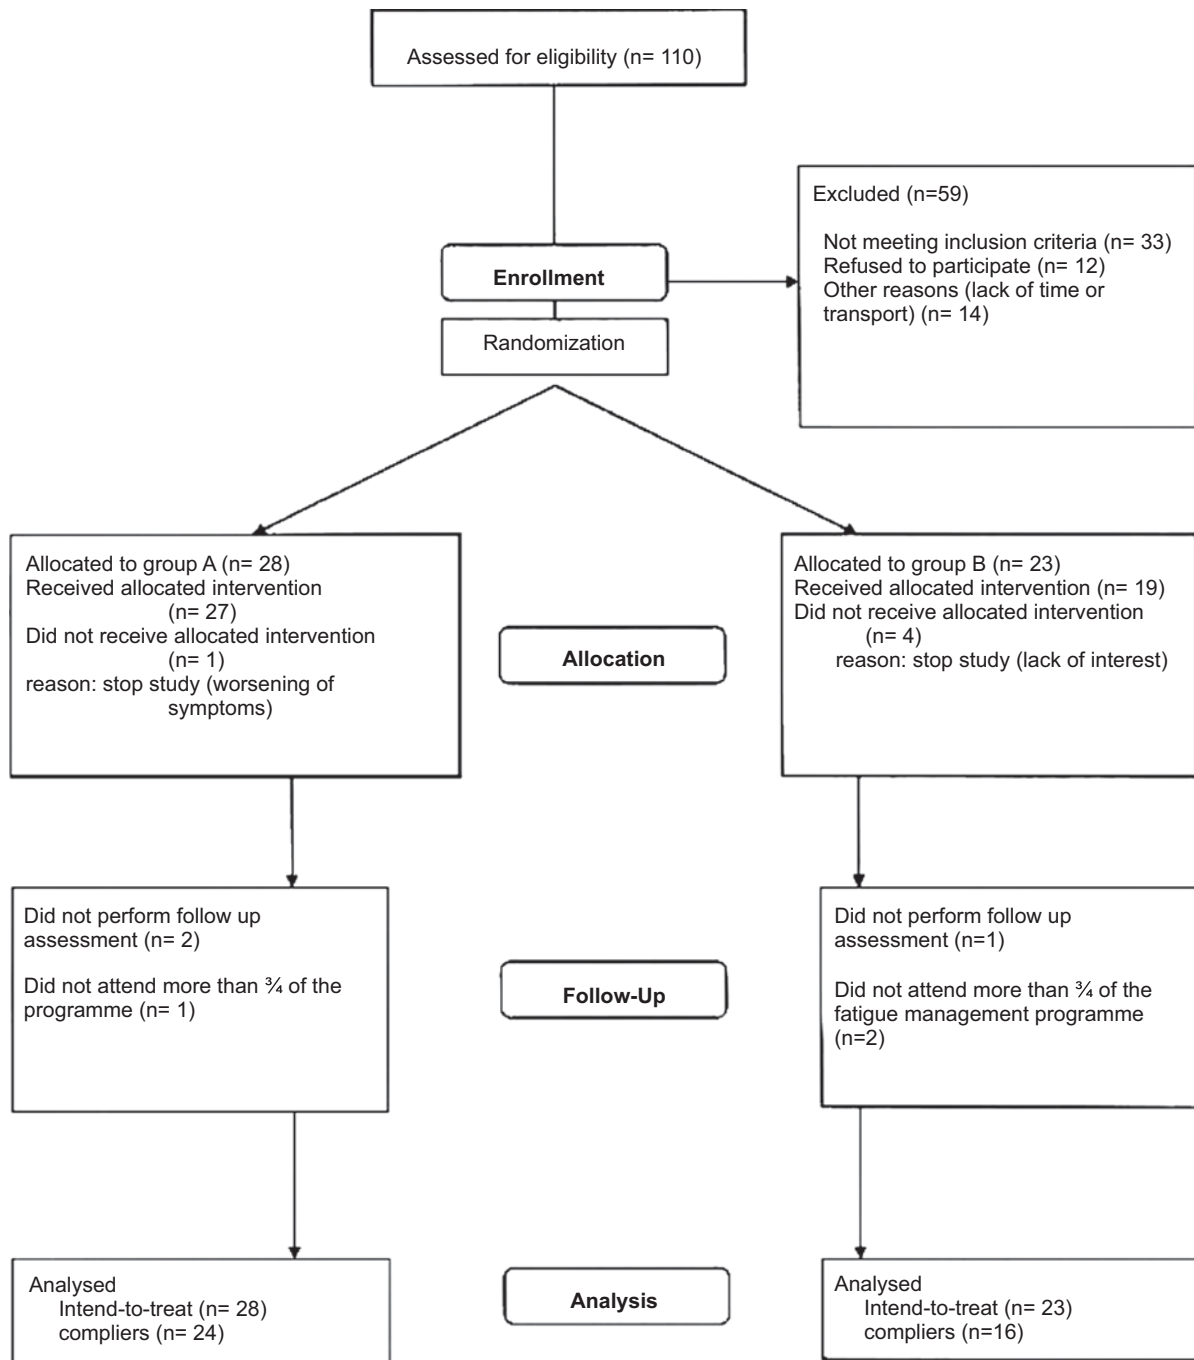 Assessed for eligibility (n= 110)
Excluded (n=59)
Not meeting inclusion criteria (n= 33)
Refused to participate (n= 12)
Other reasons (lack of time or
transport) (n= 14)
Enrollment
Randomization
Allocated to group A (n= 28)
Received allocated intervention
(n= 27)
Did not receive allocated intervention
(n= 1)
reason: stop study (worsening of
symptoms)
Allocation
Allocated to group B (n= 23)
Received allocated intervention (n= 19)
Did not receive allocated intervention
(n= 4)
reason: stop study (lack of interest)
Did not perform follow up
assessment (n= 2)
Did not attend more than ¾ of the
programme (n= 1)
Follow-Up
Did not perform follow up
assessment (n=1)
Did not attend more than ¾ of the
fatigue management programme
(n=2)
Analysed
Intend-to-treat (n= 28)
compliers (n= 24)
Analysis
Analysed
Intend-to-treat (n= 23)
compliers (n=16)